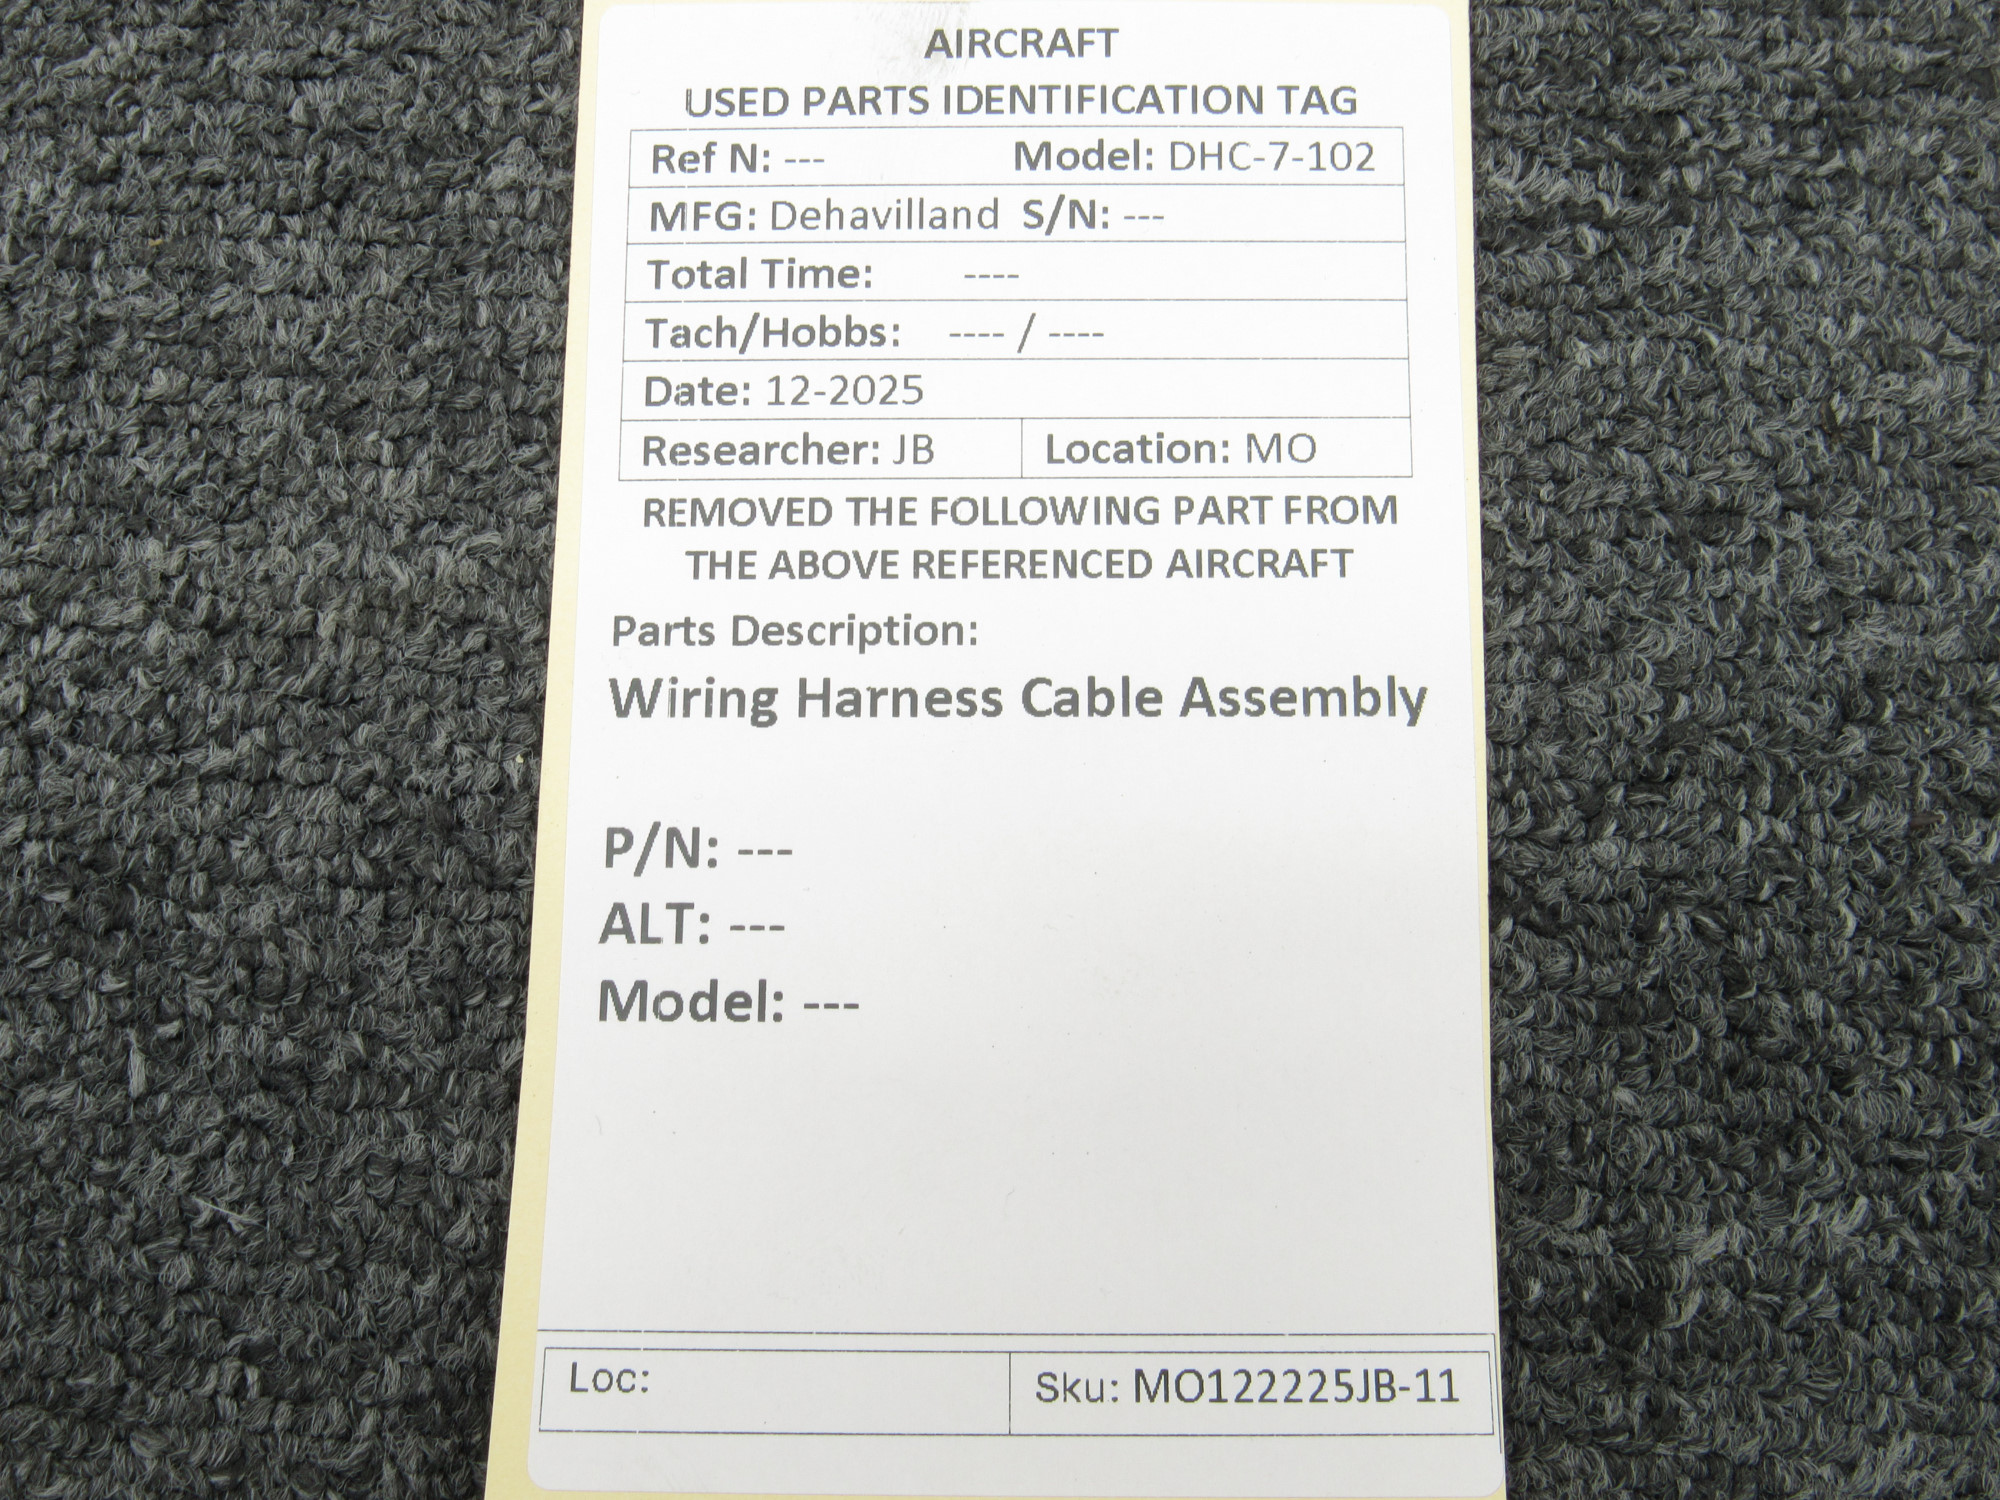 AIRCRAFT
USED PARTS IDENTIFICATION TAG
Ref N: --- Model: DHC-7-102
MFG: Dehavilland S/N: ---
Total Time: ----
Tach/Hobbs: ---- / ----
Date: 12-2025
Researcher: JB Location: MO
REMOVED THE FOLLOWING PART FROM
THE ABOVE REFERENCED AIRCRAFT
Parts Description:
Wiring Harness Cable Assembly
P/N: ---
ALT: ---
Model: ---
Loc: Sku: MO122225JB-11